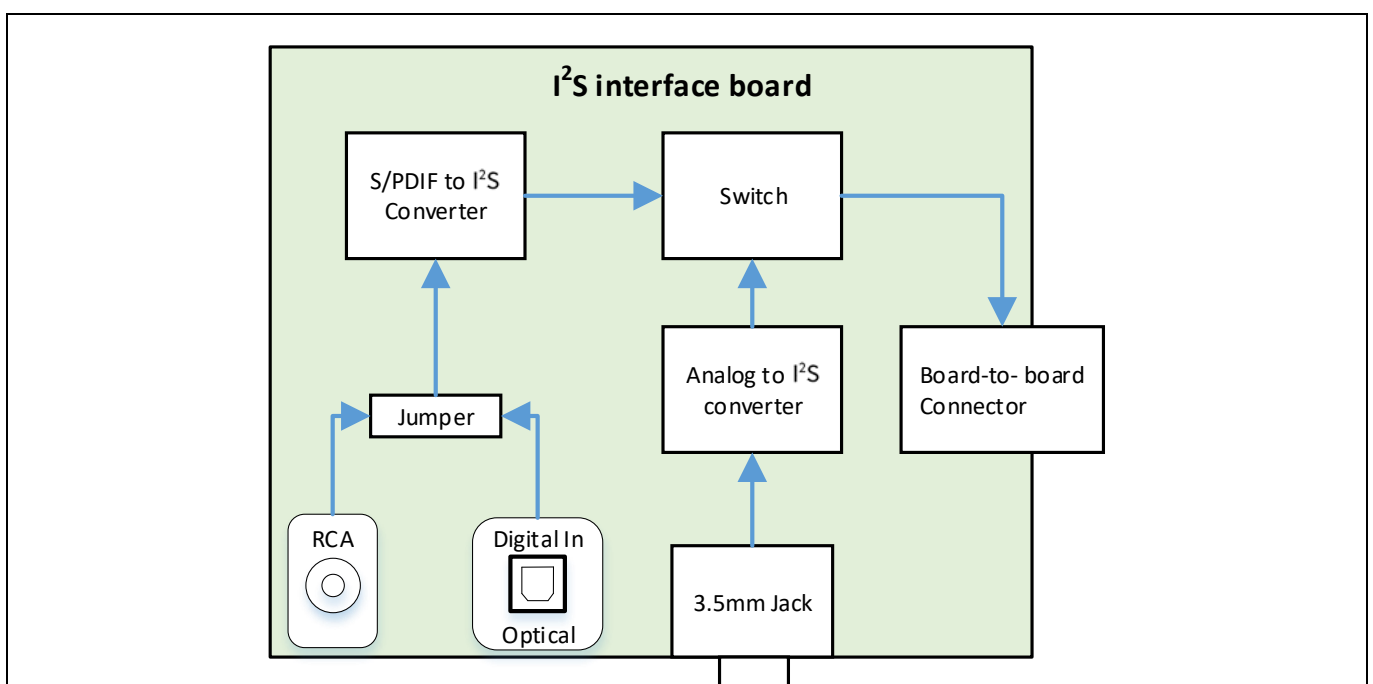 I²S interface board
S/PDIF to I²S
Converter
Switch
Analog to I²S
converter
Board-to- board
Connector
Jumper
RCA
Digital In
Optical
3.5mm Jack